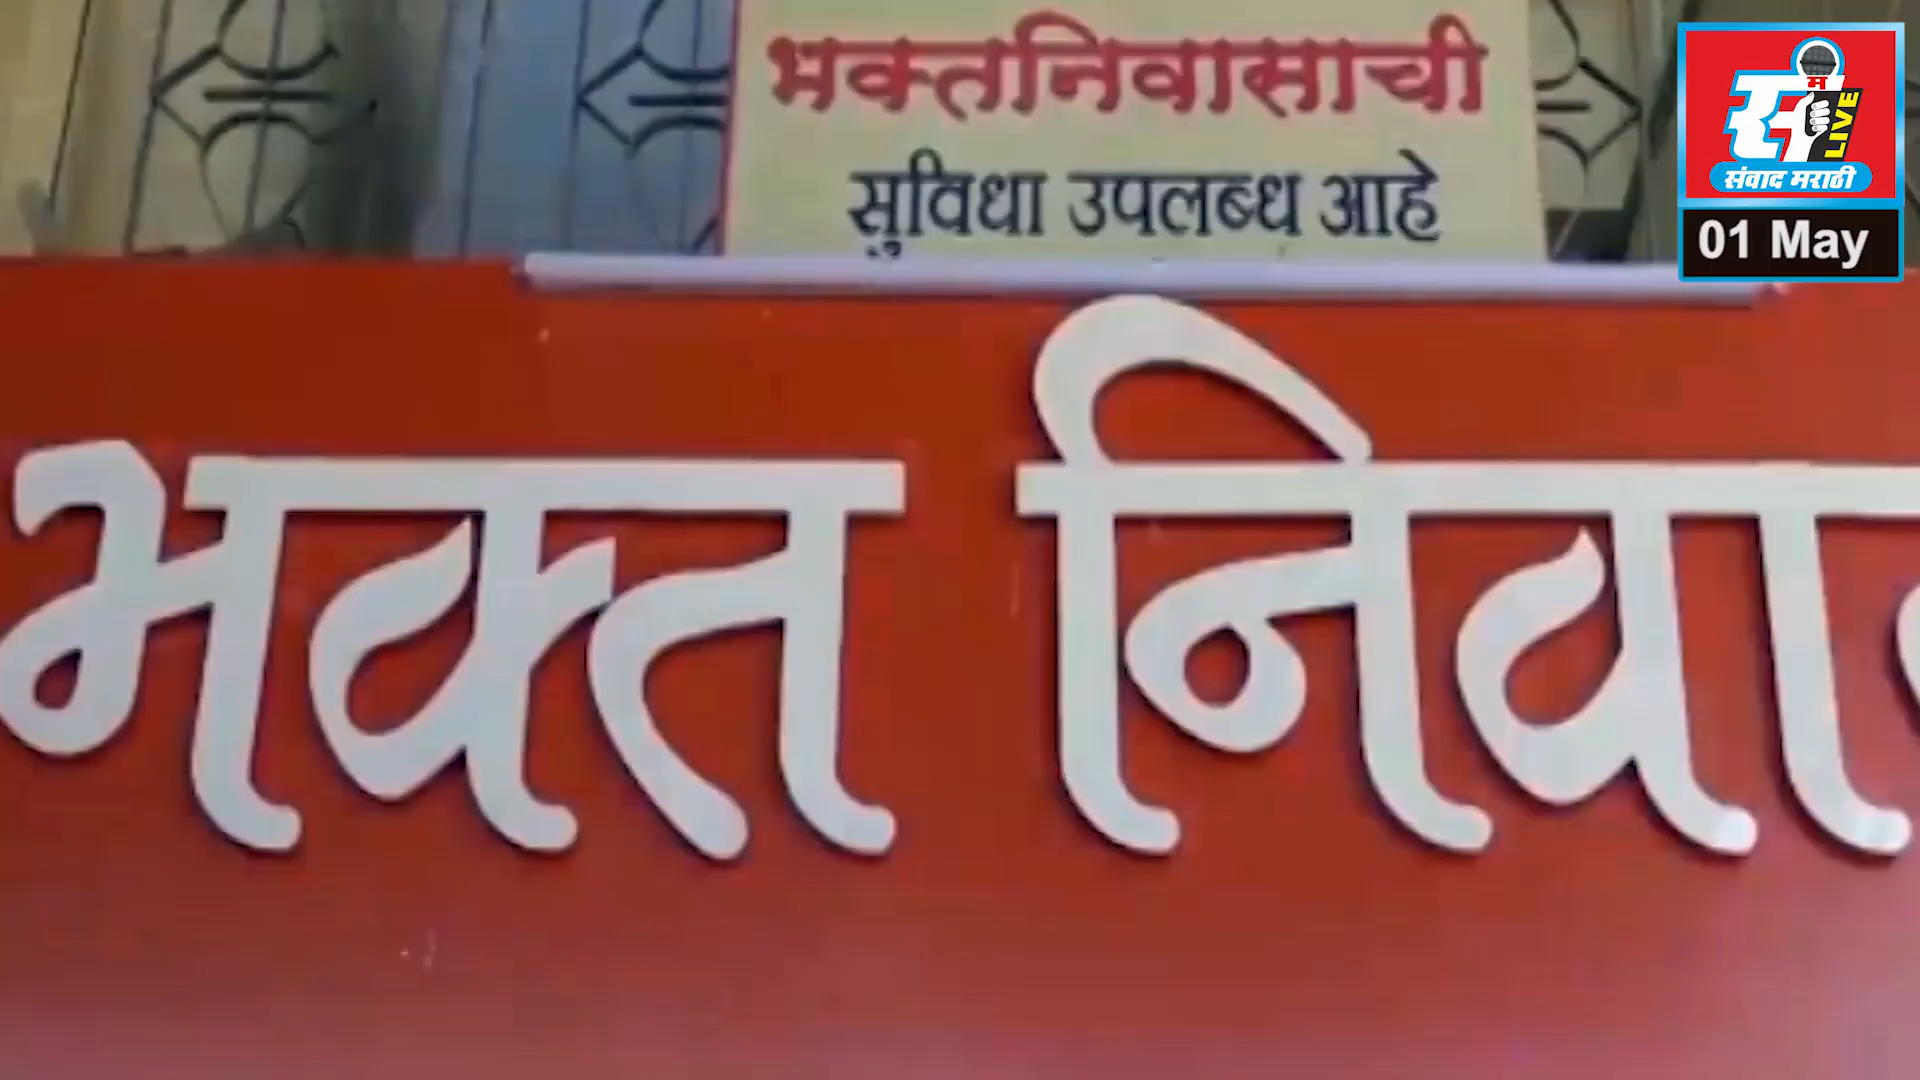 भक्तनिवासाची
सुविधा उपलब्ध आहे
LIVE
संवाद मराठी
01 May
भक्त निवा